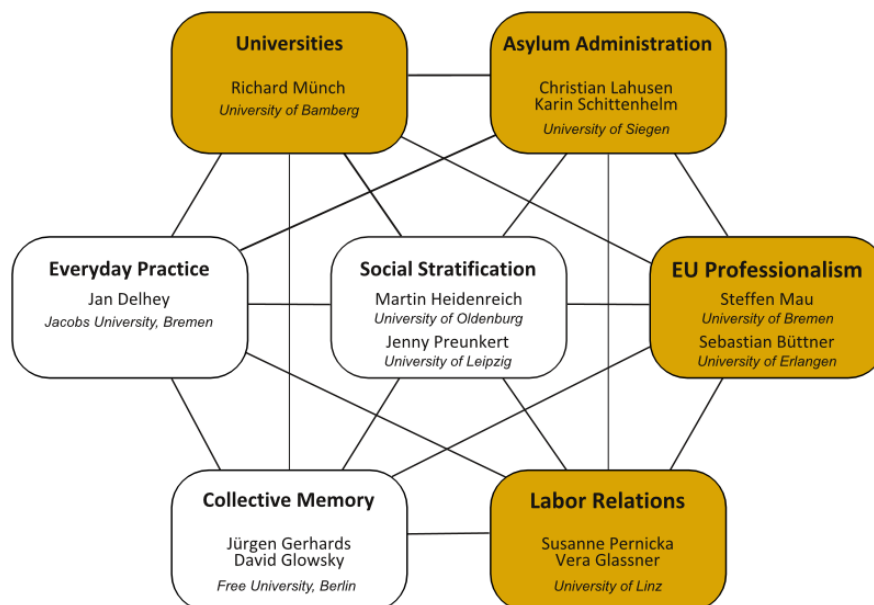 Universities
Richard Münch
University of Bamberg
Asylum Administration
Christian Lahusen
Karin Schittenhelm
University of Siegen
Everyday Practice
Jan Delhey
Jacobs University, Bremen
Social Stratification
Martin Heidenreich
University of Oldenburg
Jenny Preunkert
University of Leipzig
EU Professionalism
Steffen Mau
University of Bremen
Sebastian Büttner
University of Erlangen
Collective Memory
Jürgen Gerhards
David Glowsky
Free University, Berlin
Labor Relations
Susanne Pernicka
Vera Glassner
University of Linz